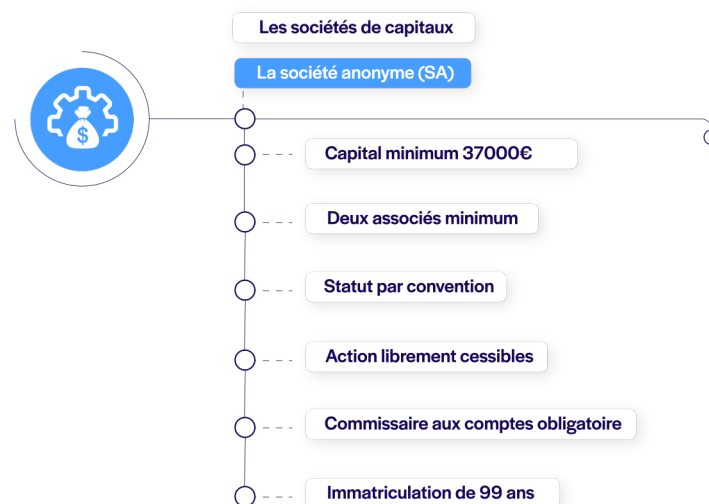 Les sociétés de capitaux
La société anonyme (SA)
$
Capital minimum 37000€
Deux associés minimum
Statut par convention
Action librement cessibles
Commissaire aux comptes obligatoire
Immatriculation de 99 ans